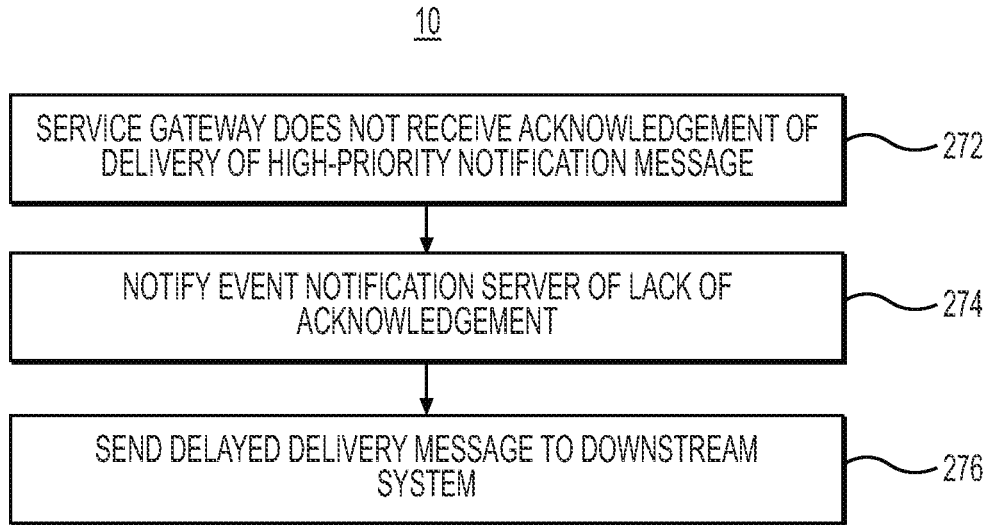 10
SERVICE GATEWAY DOES NOT RECEIVE ACKNOWLEDGEMENT OF
DELIVERY OF HIGH-PRIORITY NOTIFICATION MESSAGE
272
NOTIFY EVENT NOTIFICATION SERVER OF LACK OF
ACKNOWLEDGEMENT
274
SEND DELAYED DELIVERY MESSAGE TO DOWNSTREAM
SYSTEM
276